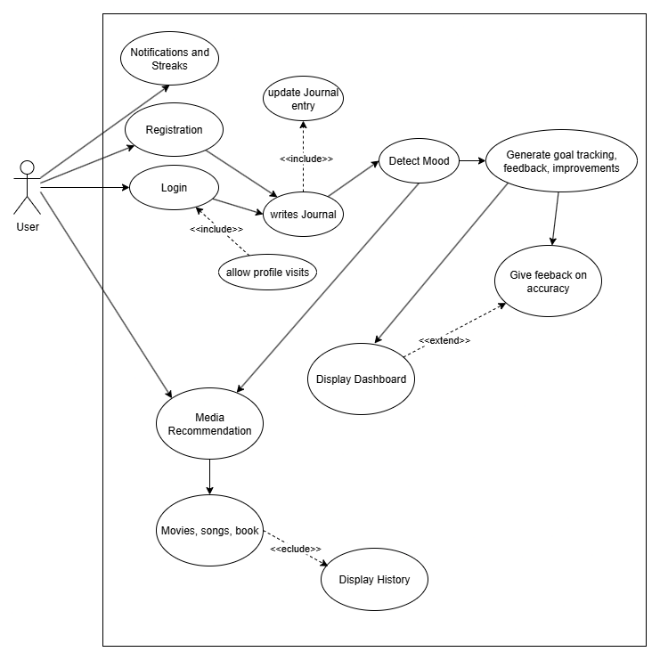 Notifications and
Streaks
update Journal
entry
Registration
<<include>>
Detect Mood
Generate goal tracking,
feedback, improvements
Login
User
writes Journal
<<include>>
allow profile visits
Give feeback on
accuracy
<<extend>>
Display Dashboard
Media
Recommendation
Movies, songs, book
<<eclude>>
Display History